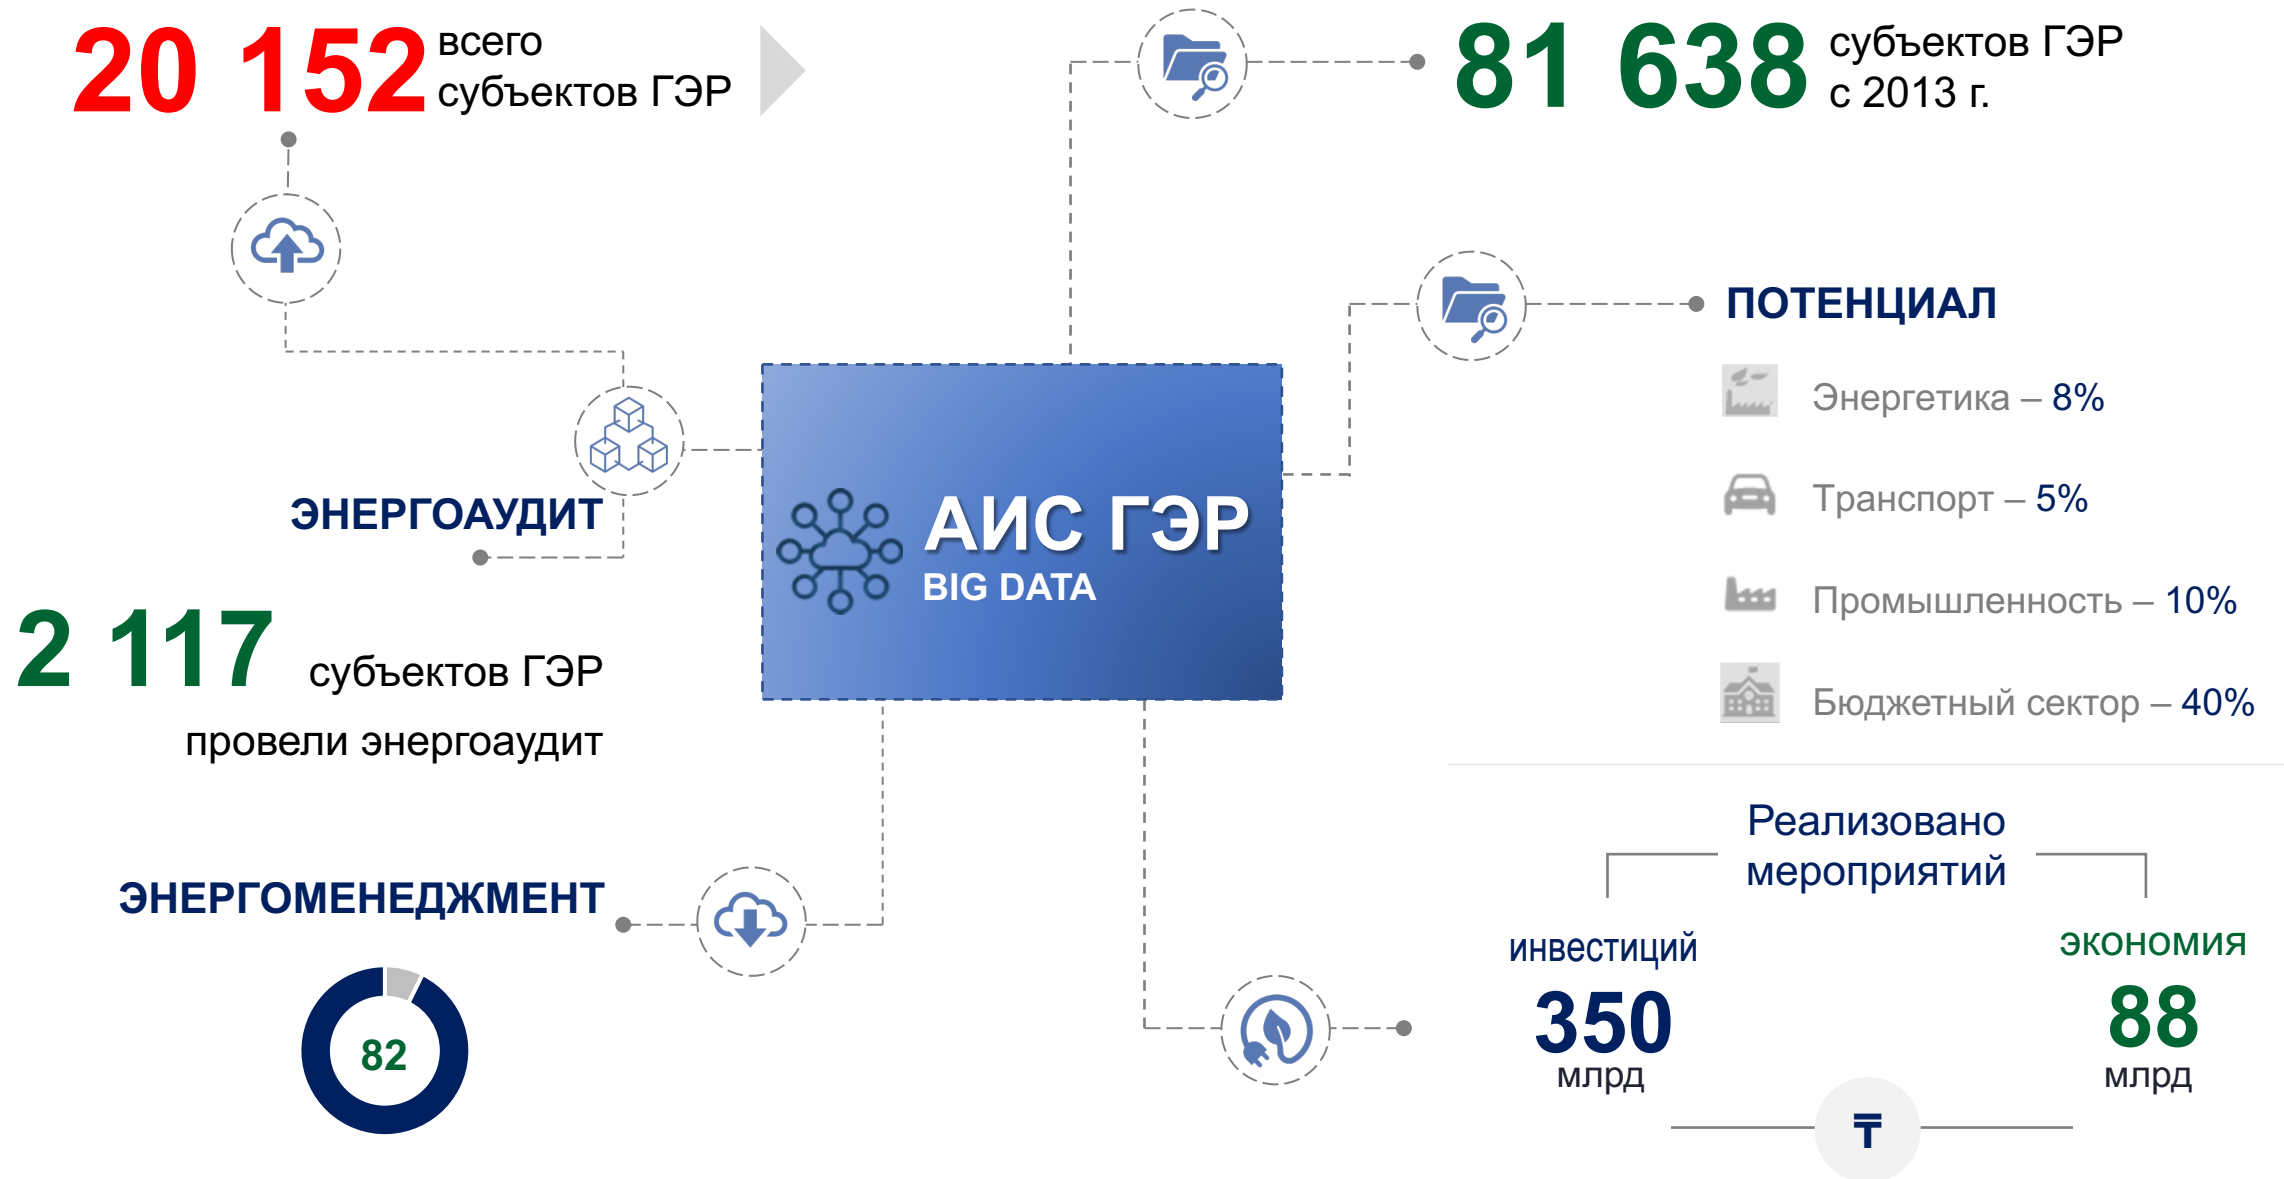 20 152
всего
субъектов ГЭР
81 638
субъектов ГЭР
с 2013 г.
ПОТЕНЦИАЛ
Энергетика – 8%
Транспорт – 5%
Промышленность – 10%
Бюджетный сектор – 40%
АИС ГЭР
BIG DATA
ЭНЕРГОАУДИТ
2 117 субъектов ГЭР
провели энергоаудит
ЭНЕРГОМЕНЕДЖМЕНТ
82
Реализовано
мероприятий
инвестиций
350
млрд
экономия
88
млрд
₸